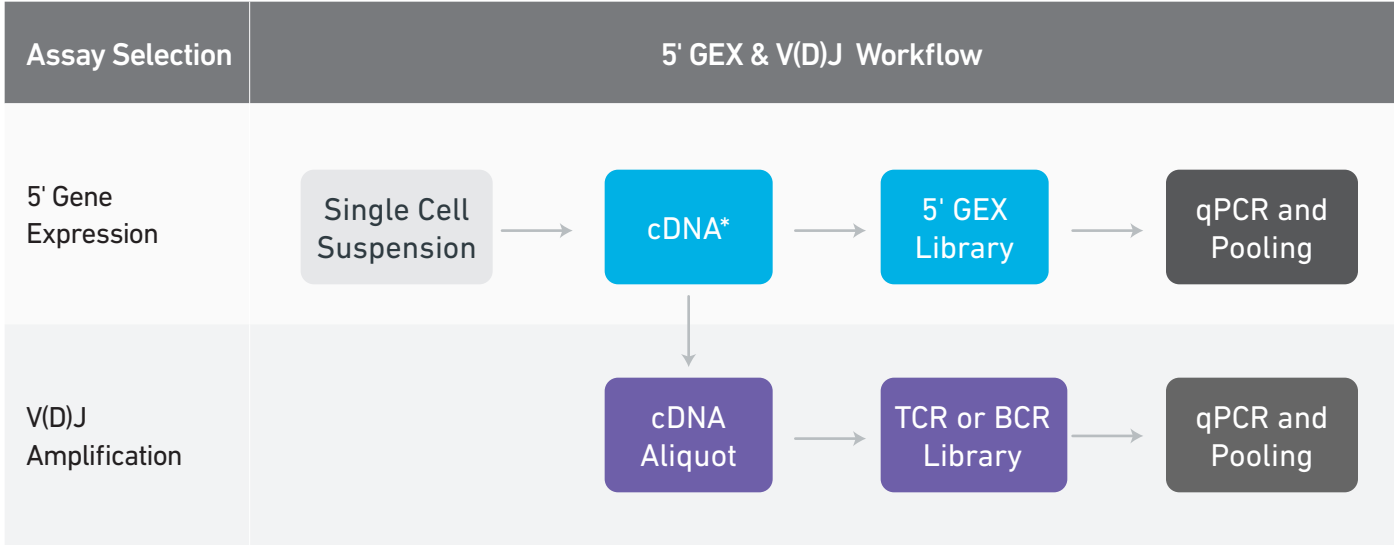 Assay Selection
5' GEX & V(D)J Workflow
5' Gene
Expression
Single Cell
Suspension
cDNA*
5' GEX
Library
qPCR and
Pooling
V(D)J
Amplification
cDNA
Aliquot
TCR or BCR
Library
qPCR and
Pooling